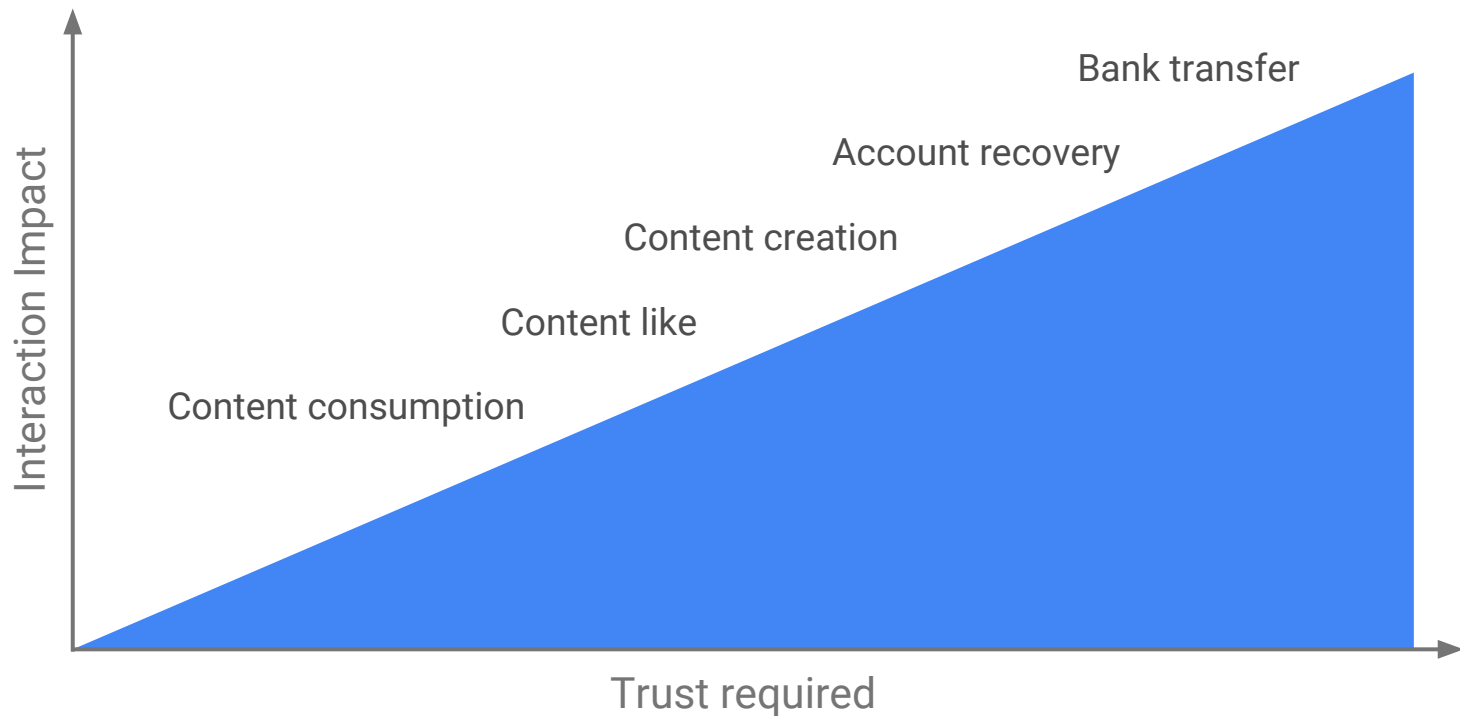 Bank transfer
Account recovery
Content creation
Content like
Content consumption
Interaction Impact
Trust required